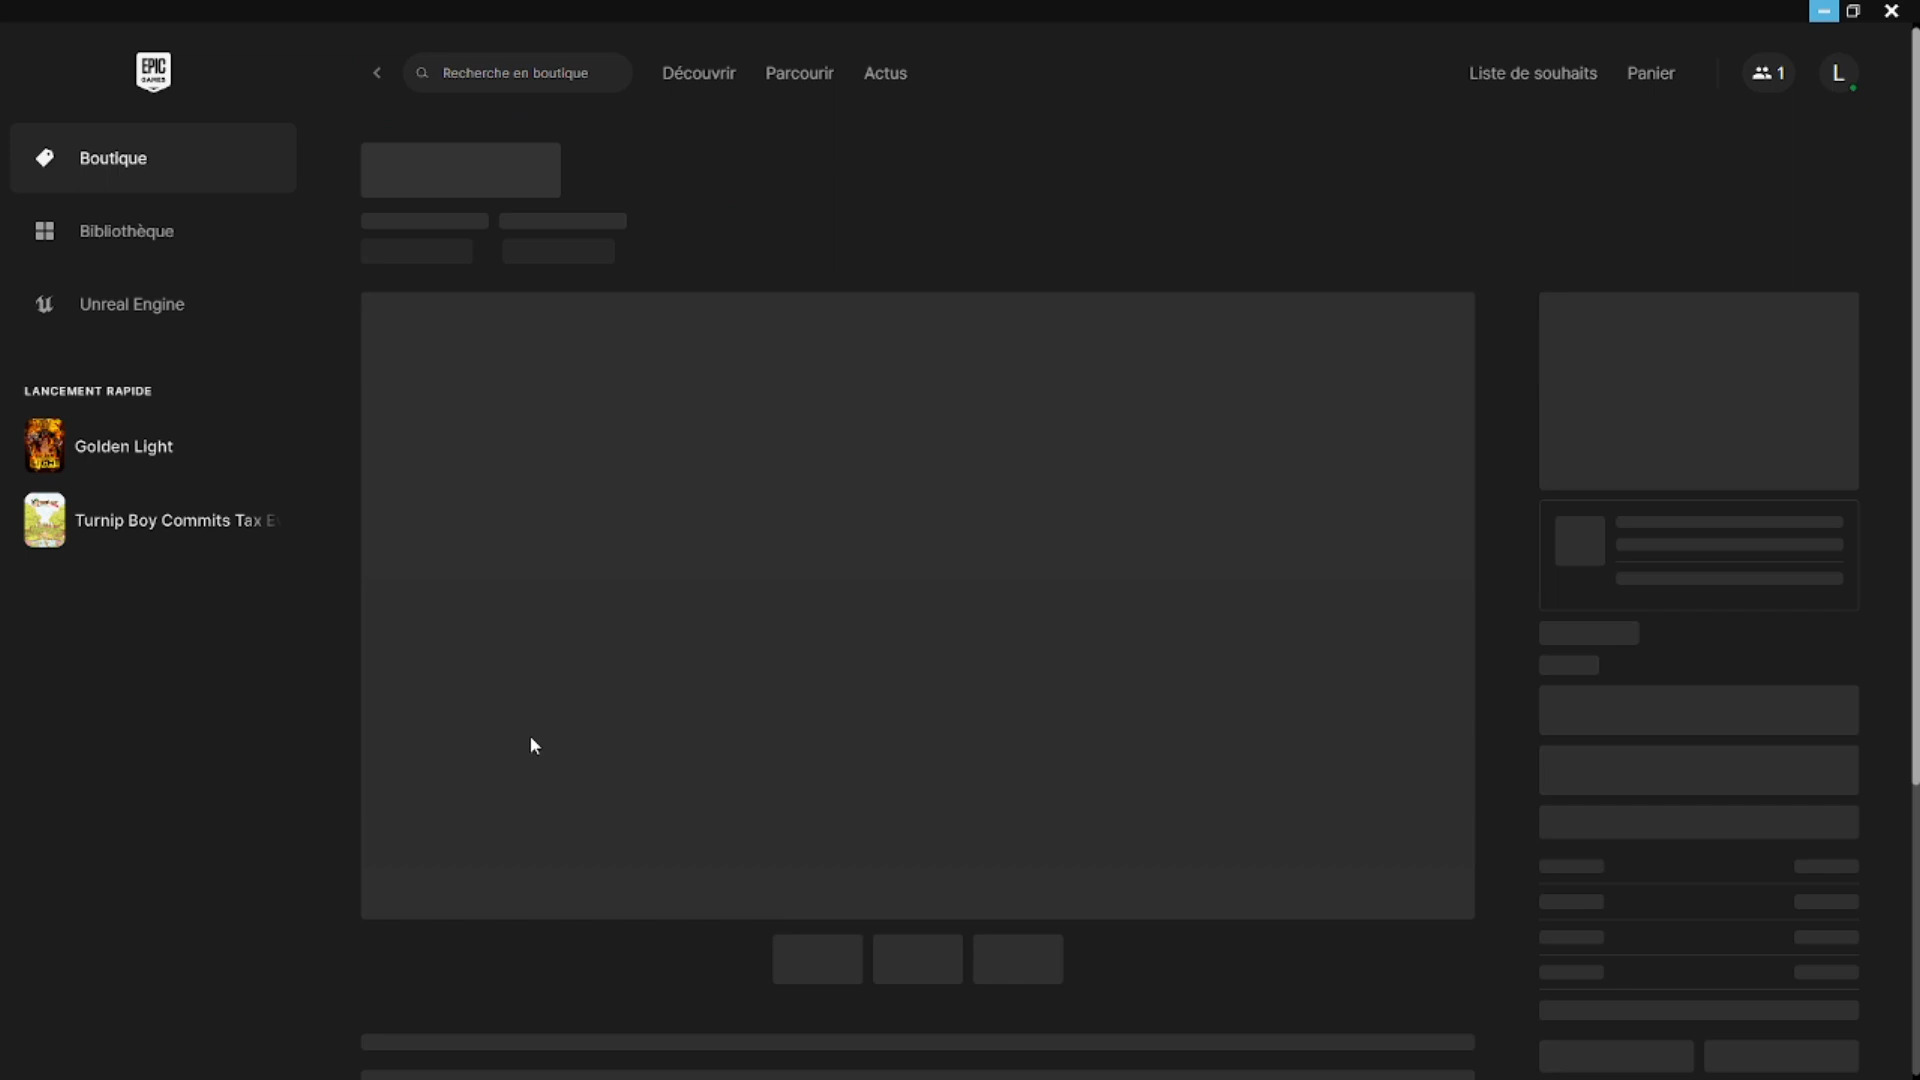 EPIC
GAMES
Recherche en boutique
Découvrir
Parcourir
Actus
Liste de souhaits
Panier
1
L
Boutique
Bibliothèque
Unreal Engine
LANCEMENT RAPIDE
Golden Light
Turnip Boy Commits Tax E